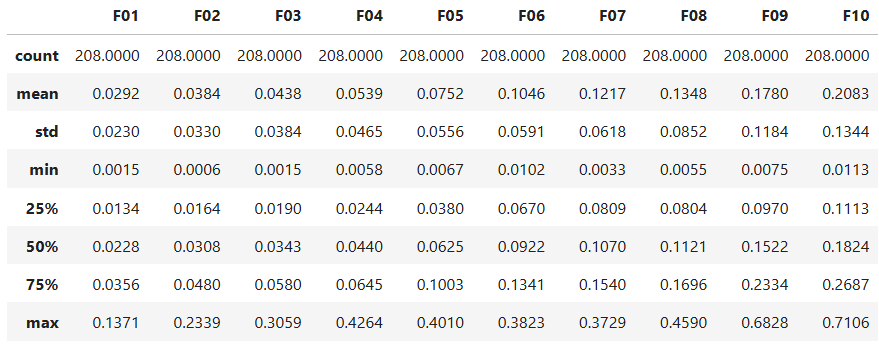 F01 F02 F03 F04 F05 F06 F07 F08 F09 F10
count 208.0000 208.0000 208.0000 208.0000 208.0000 208.0000 208.0000 208.0000 208.0000 208.0000
mean 0.0292 0.0384 0.0438 0.0539 0.0752 0.1046 0.1217 0.1348 0.1780 0.2083
std 0.0230 0.0330 0.0384 0.0465 0.0556 0.0591 0.0618 0.0852 0.1184 0.1344
min 0.0015 0.0006 0.0015 0.0058 0.0067 0.0102 0.0033 0.0055 0.0075 0.0113
25% 0.0134 0.0164 0.0190 0.0244 0.0380 0.0670 0.0809 0.0804 0.0970 0.1113
50% 0.0228 0.0308 0.0343 0.0440 0.0625 0.0922 0.1070 0.1121 0.1522 0.1824
75% 0.0356 0.0480 0.0580 0.0645 0.1003 0.1341 0.1540 0.1696 0.2334 0.2687
max 0.1371 0.2339 0.3059 0.4264 0.4010 0.3823 0.3729 0.4590 0.6828 0.7106